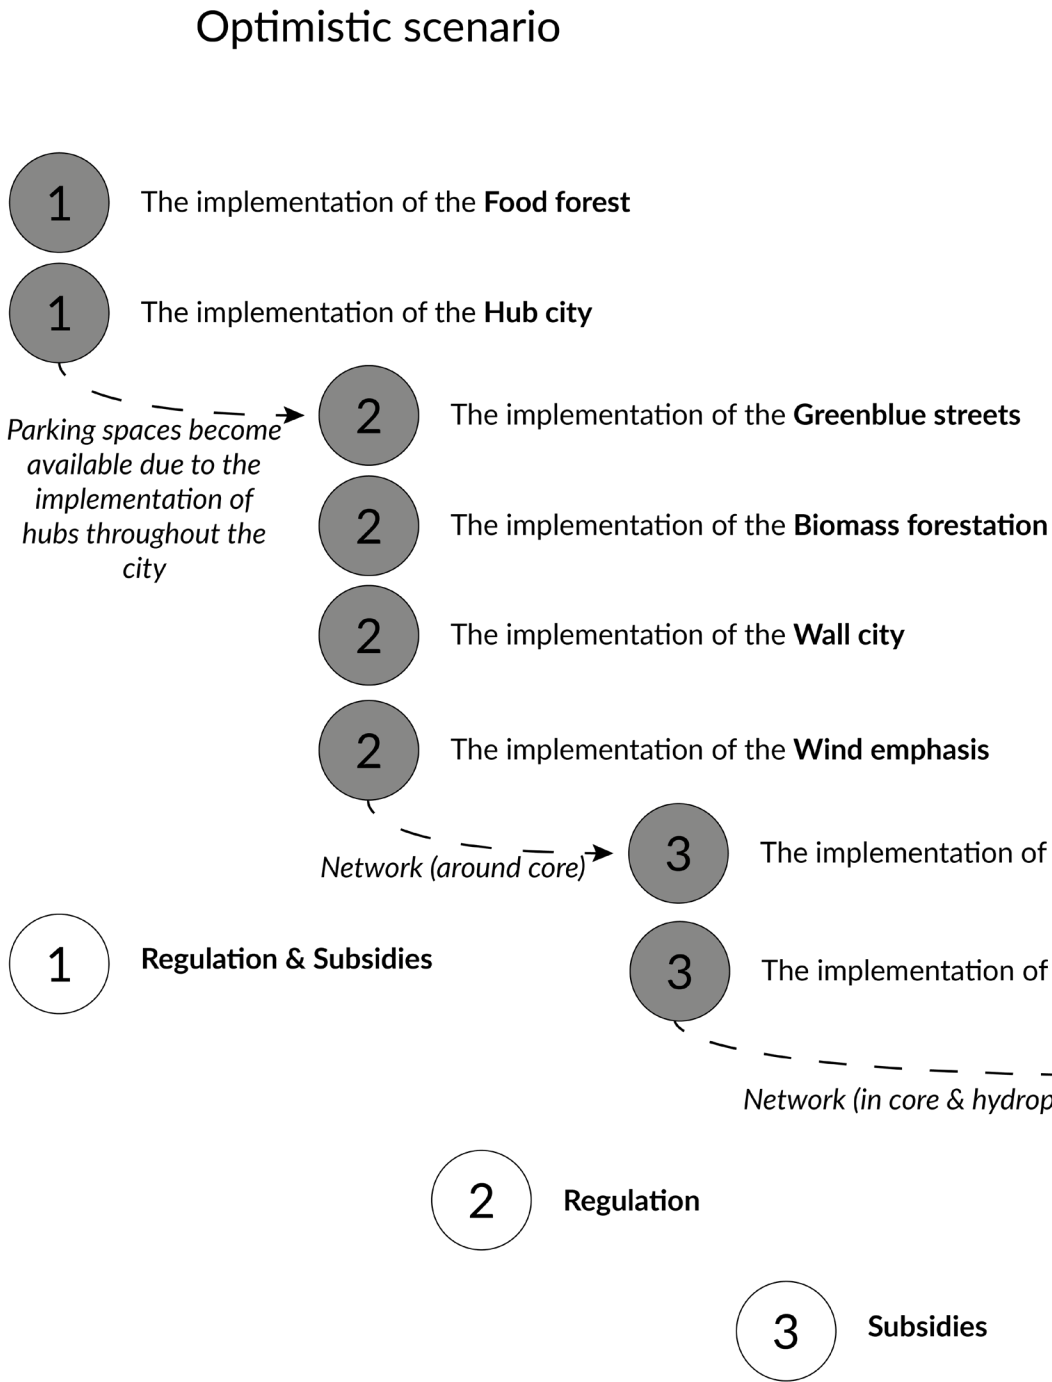 Optimistic scenario
1 The implementation of the Food forest
1 The implementation of the Hub city
2 The implementation of the Greenblue streets
Parking spaces become
available due to the
implementation of
hubs throughout the
city
2 The implementation of the Biomass forestation
2 The implementation of the Wall city
2 The implementation of the Wind emphasis
3 The implementation of
Network (around core)
1 Regulation & Subsidies
3 The implementation of
Network (in core & hydrop
2 Regulation
3 Subsidies